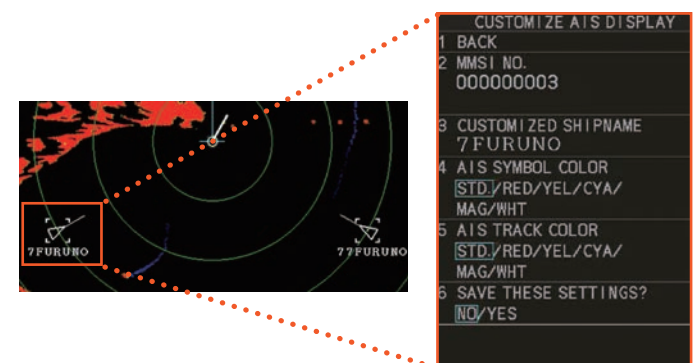 7FURUNO
77FURUNO
CUSTOMIZE AIS DISPLAY
1 BACK
2 MMSI NO.
000000003
3 CUSTOMIZED SHIPNAME
7FURUNO
4 AIS SYMBOL COLOR
STD./RED/YEL/CYA/
MAG/WHT
5 AIS TRACK COLOR
STD./RED/YEL/CYA/
MAG/WHT
6 SAVE THESE SETTINGS?
NO/YES